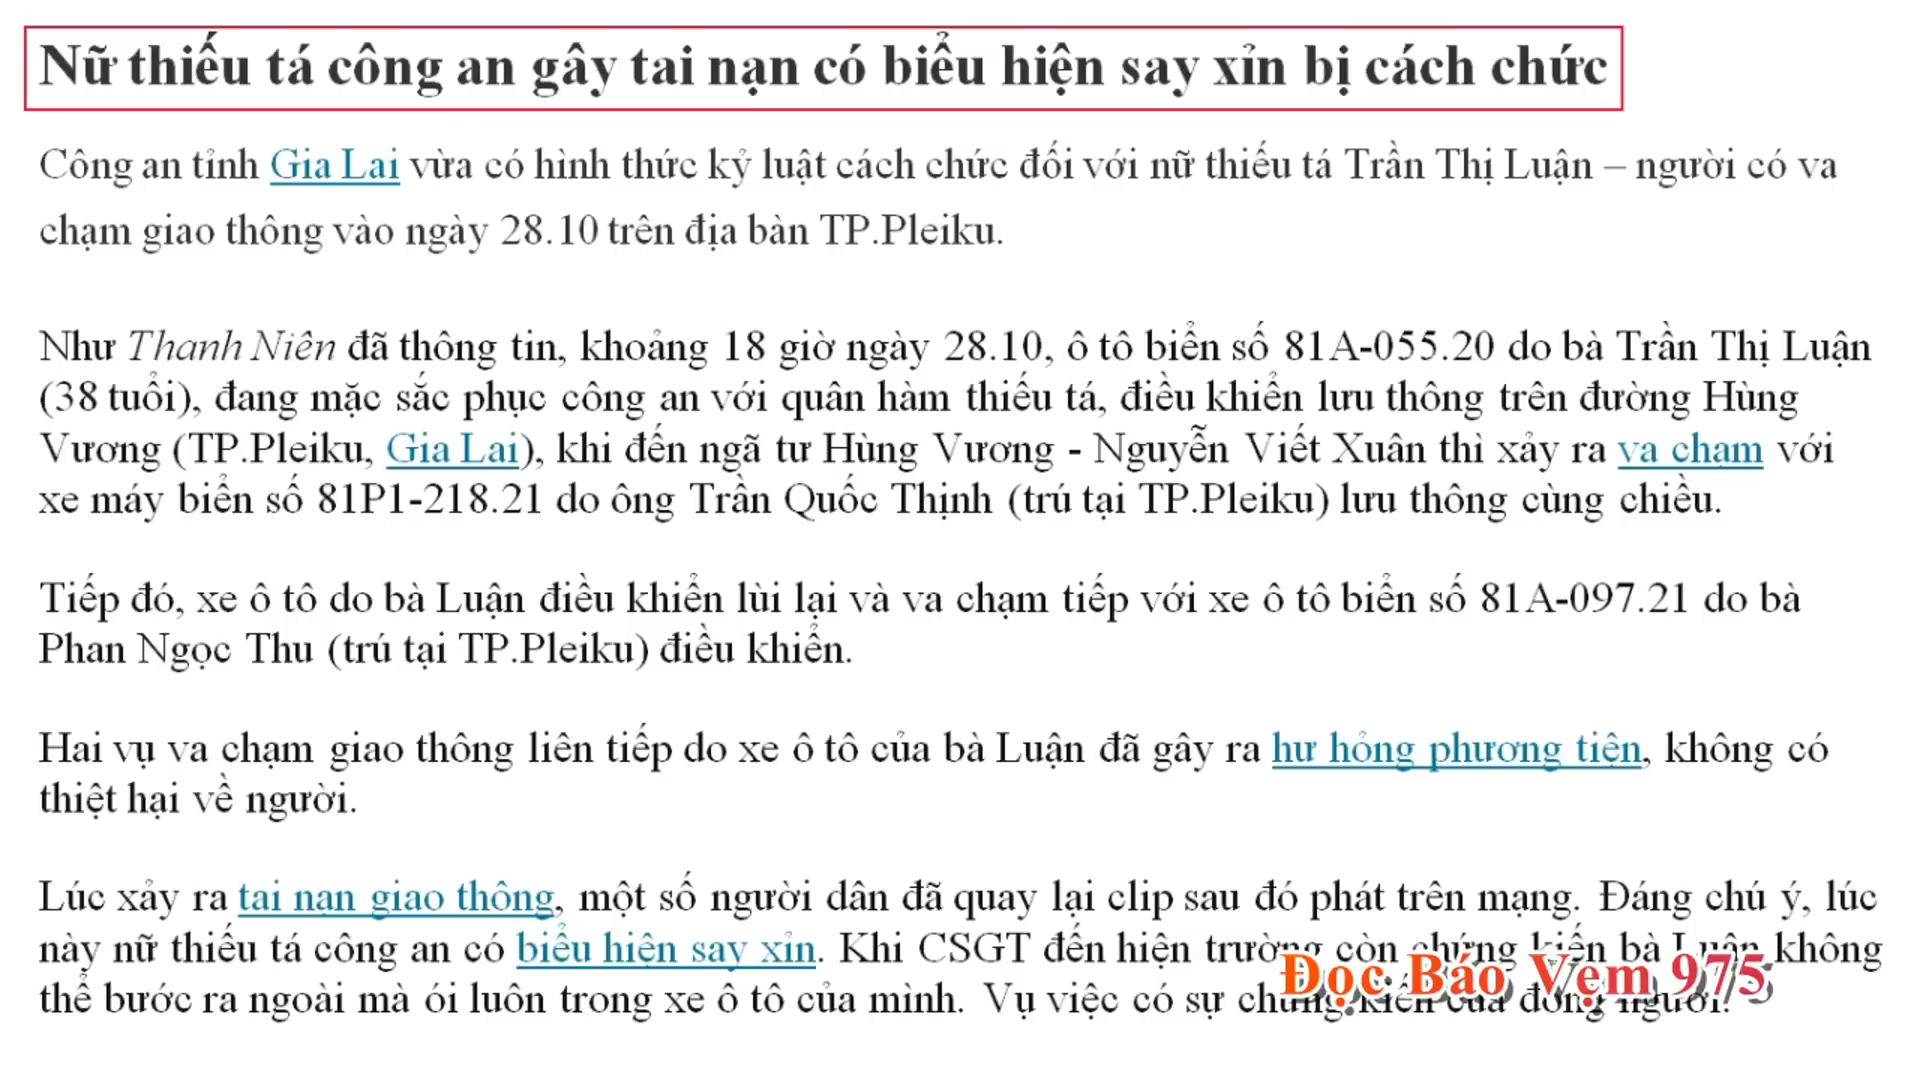 Nữ thiếu tá công an gây tai nạn có biểu hiện say xỉn bị cách chức
Công an tỉnh Gia Lai vừa có hình thức kỷ luật cách chức đối với nữ thiếu tá Trần Thị Luận – người có va
chạm giao thông vào ngày 28.10 trên địa bàn TP.Pleiku.
Như Thanh Niên đã thông tin, khoảng 18 giờ ngày 28.10, ô tô biển số 81A-055.20 do bà Trần Thị Luận
(38 tuổi), đang mặc sắc phục công an với quân hàm thiếu tá, điều khiển lưu thông trên đường Hùng
Vương (TP.Pleiku, Gia Lai), khi đến ngã tư Hùng Vương - Nguyễn Viết Xuân thì xảy ra va chạm với
xe máy biển số 81P1-218.21 do ông Trần Quốc Thịnh (trú tại TP.Pleiku) lưu thông cùng chiều.
Tiếp đó, xe ô tô do bà Luận điều khiển lùi lại và va chạm tiếp với xe ô tô biển số 81A-097.21 do bà
Phan Ngọc Thu (trú tại TP.Pleiku) điều khiển.
Hai vụ va chạm giao thông liên tiếp do xe ô tô của bà Luận đã gây ra hư hỏng phương tiện, không có
thiệt hại về người.
Lúc xảy ra tai nạn giao thông, một số người dân đã quay lại clip sau đó phát trên mạng. Đáng chú ý, lúc
này nữ thiếu tá công an có biểu hiện say xỉn. Khi CSGT đến hiện trường còn chứng kiến bà Luận không
thể bước ra ngoài mà ói luôn trong xe ô tô của mình. Vụ việc có sự chứng kiến của đông người.
Đọc Báo Vẹm 975